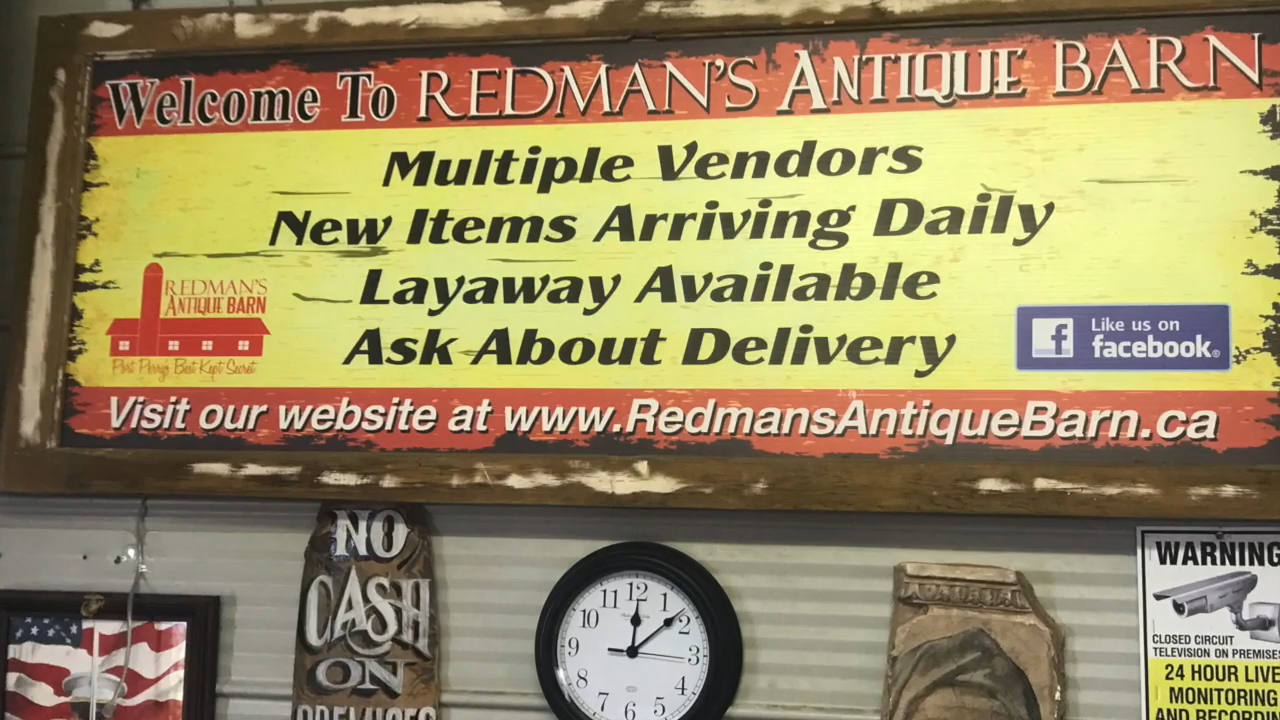 Welcome To REDMAN'S ANTIQUE BARN
Multiple Vendors
New Items Arriving Daily
Layaway Available
Ask About Delivery
REDMAN'S
ANTIQUE BARN
Port Perry's Best Kept Secret
Like us on
facebook®
Visit our website at www.RedmansAntiqueBarn.ca
NO
CASH
ON
PREMISES
12
1
2
3
4
5
6
7
8
9
10
11
WARNING
CLOSED CIRCUIT
TELEVISION ON PREMISES
24 HOUR LIVE
MONITORING
AND RECORDING